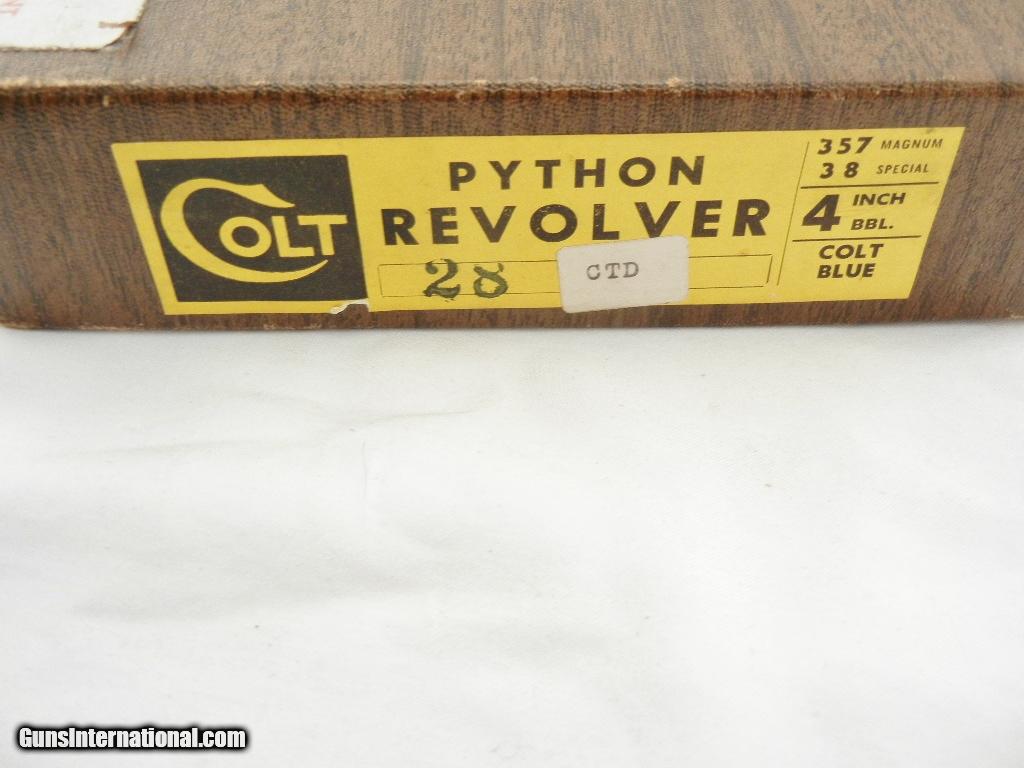 COLT
PYTHON
REVOLVER
28
CTD
357 MAGNUM
38 SPECIAL
4 INCH
BBL.
COLT
BLUE
GunsInternational.com